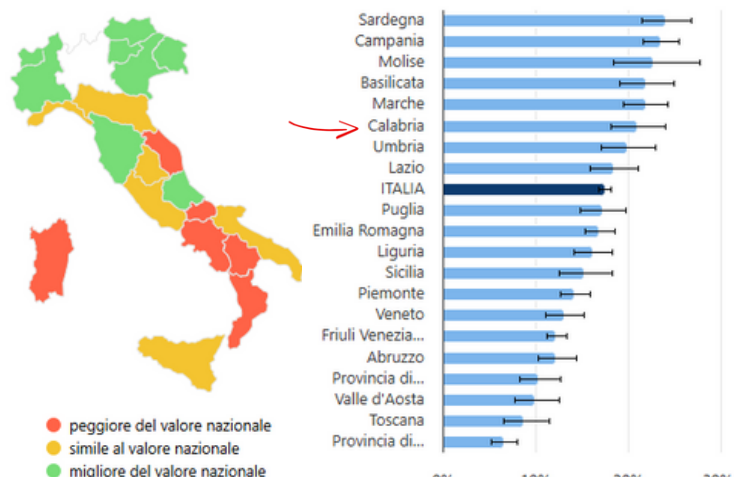 Sardegna
Campania
Molise
Basilicata
Marche
Calabria
Umbria
Lazio
ITALIA
Puglia
Emilia Romagna
Liguria
Sicilia
Piemonte
Veneto
Friuli Venezia...
Abruzzo
Provincia di...
Valle d'Aosta
Toscana
Provincia di...
peggiore del valore nazionale
simile al valore nazionale
migliore del valore nazionale